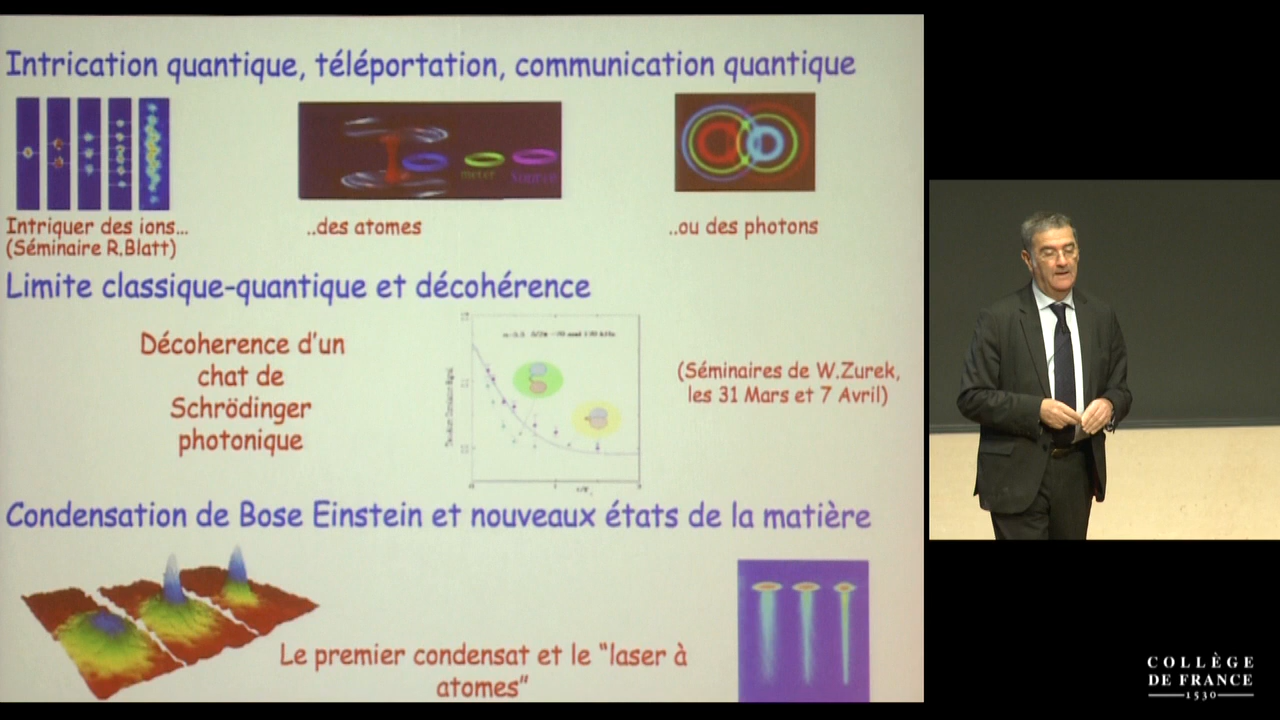 Intrication quantique, téléportation, communication quantique
meter
source
Intriquer des ions...
(Séminaire R.Blatt)
..des atomes
..ou des photons
Limite classique-quantique et décohérence
Décoherence d'un
chat de
Schrödinger
photonique
(Séminaires de W.Zurek,
les 31 Mars et 7 Avril)
Condensation de Bose Einstein et nouveaux états de la matière
Le premier condensat et le "laser à
atomes"
COLLÈGE
DE FRANCE
1530